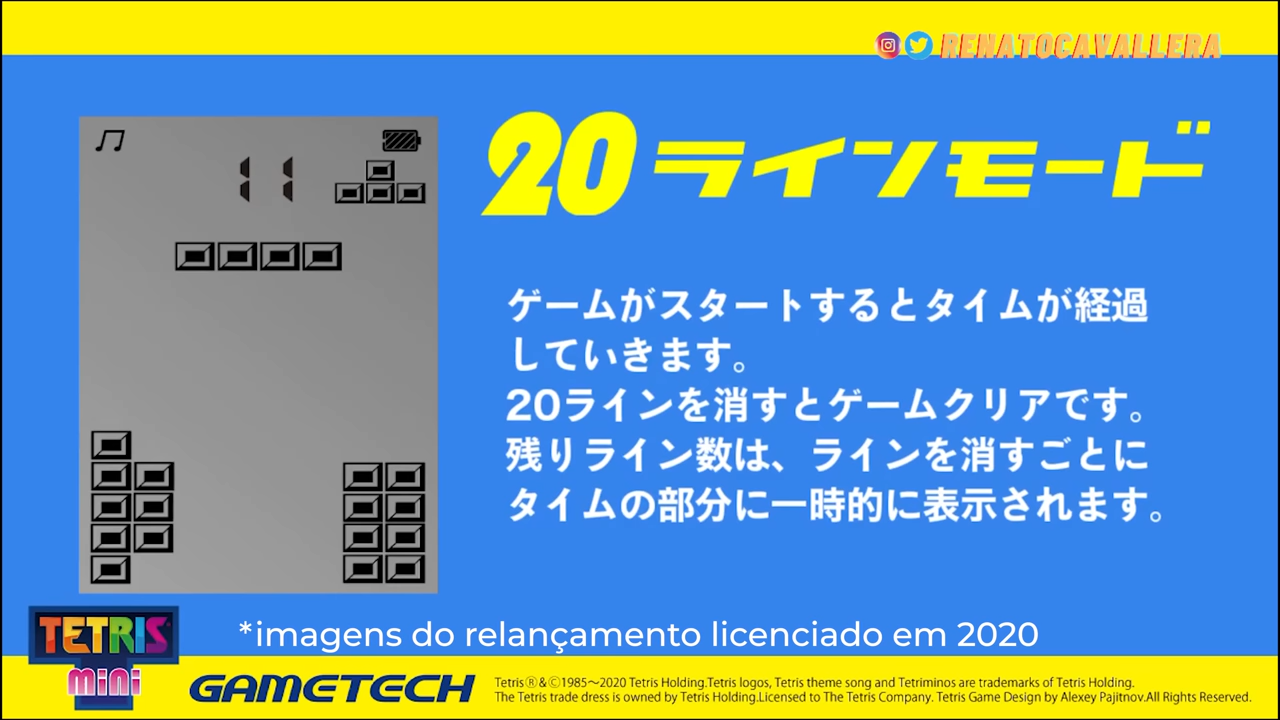 RENATOCAVALLERA
11
20ラインモード
ゲームがスタートするとタイムが経過
していきます。
20ラインを消すとゲームクリアです。
残りライン数は、ラインを消すごとに
タイムの部分に一時的に表示されます。
*imagens do relançamento licenciado em 2020
TETRIS®
mini
GAMETECH
Tetris®&©1985～2020 Tetris Holding.Tetris logos, Tetris theme song and Tetriminos are trademarks of Tetris Holding.
The Tetris trade dress is owned by Tetris Holding.Licensed to The Tetris Company. Tetris Game Design by Alexey Pajitnov.All Rights Reserved.